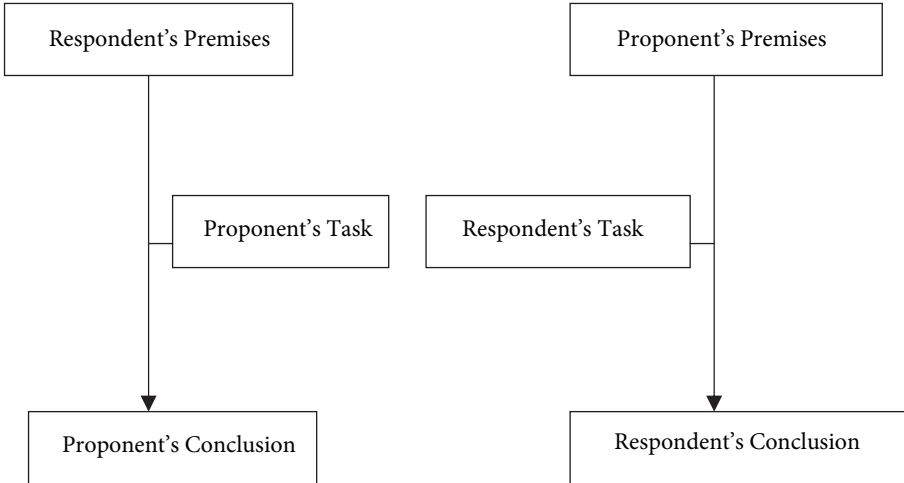 Respondent’s Premises
Proponent’s Premises
Proponent’s Task
Respondent’s Task
Proponent’s Conclusion
Respondent’s Conclusion